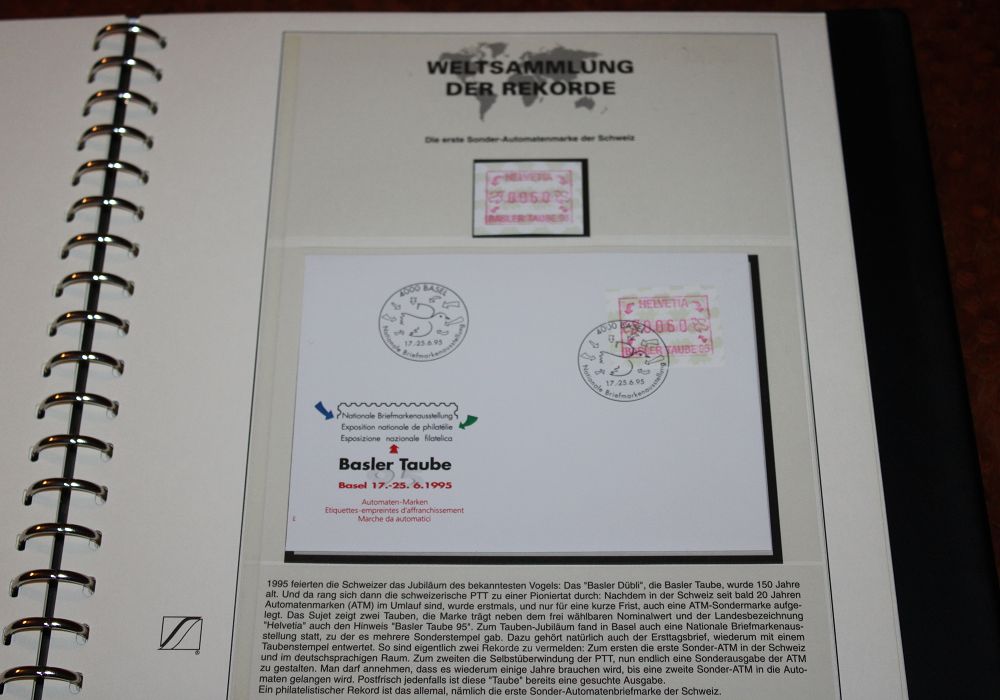 WELTSAMMLUNG
DER REKORDE
Die erste Sonder-Automatenmarke der Schweiz
HELVETIA
0060
BASLER TAUBE 95
4000 BASEL
17.-25.6.95
Nationale Briefmarkenausstellung
HELVETIA
0060
BASLER TAUBE 95
4000 BASEL
17.-25.6.95
Nationale Briefmarkenausstellung
Nationale Briefmarkenausstellung
Exposition nationale de philatélie
Esposizione nazionale filatelica
Basler Taube
95
Basel 17.-25. 6.1995
Automaten-Marken
Etiquettes-empreintes d'affranchissement
Marche da automatici
1995 feierten die Schweizer das Jubiläum des bekanntesten Vogels: Das "Basler Dübli", die Basler Taube, wurde 150 Jahre
alt. Und da rang sich dann die schweizerische PTT zu einer Pioniertat durch: Nachdem in der Schweiz seit bald 20 Jahren
Automatenmarken (ATM) im Umlauf sind, wurde erstmals, und nur für eine kurze Frist, auch eine ATM-Sondermarke aufge-
legt. Das Sujet zeigt zwei Tauben, die Marke trägt neben dem frei wählbaren Nominalwert und der Landesbezeichnung
"Helvetia" auch den Hinweis "Basler Taube 95". Zum Tauben-Jubiläum fand in Basel auch eine Nationale Briefmarkenaus-
stellung statt, zu der es mehrere Sonderstempel gab. Dazu gehört natürlich auch der Ersttagsbrief, wiederum mit einem
Taubenstempel entwertet. So sind eigentlich zwei Rekorde zu vermelden: Zum ersten die erste Sonder-ATM in der Schweiz
und im deutschsprachigen Raum. Zum zweiten die Selbstüberwindung der PTT, nun endlich eine Sonderausgabe der ATM
zu gestalten. Man darf annehmen, dass es wiederum einige Jahre brauchen wird, bis eine zweite Sonder-ATM in die Auto-
maten gelangen wird. Postfrisch jedenfalls ist diese "Taube" bereits eine gesuchte Ausgabe.
Ein philatelistischer Rekord ist das allemal, nämlich die erste Sonder-Automatenbriefmarke der Schweiz.